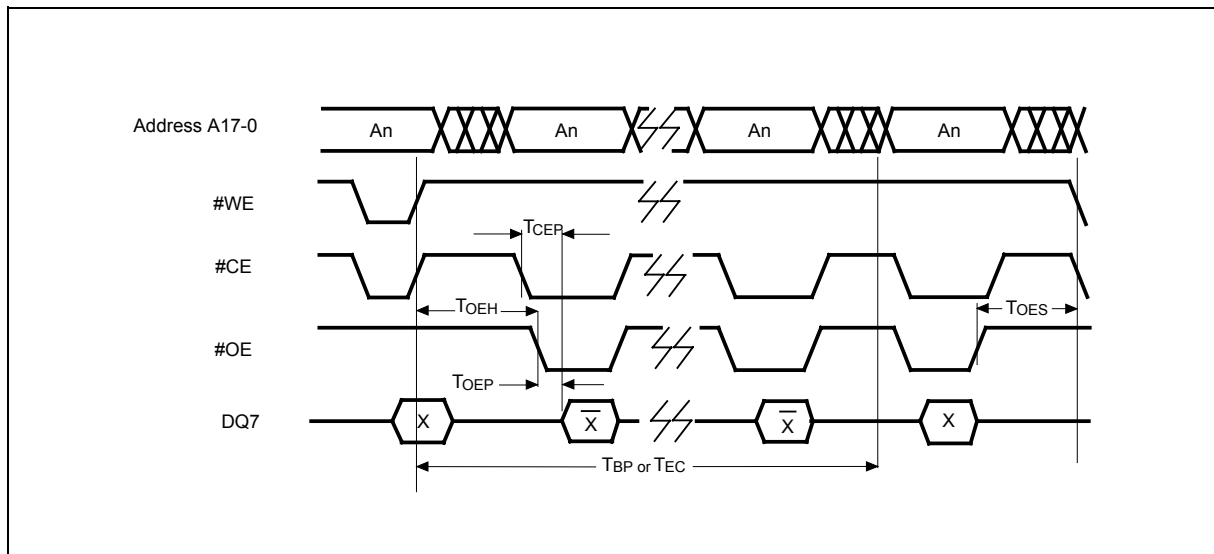 Address A17-0
An
An
An
An
#WE
TCEP
#CE
TOEH
TOES
#OE
TOEP
DQ7
X
X̅
X̅
X
TBP or TEC